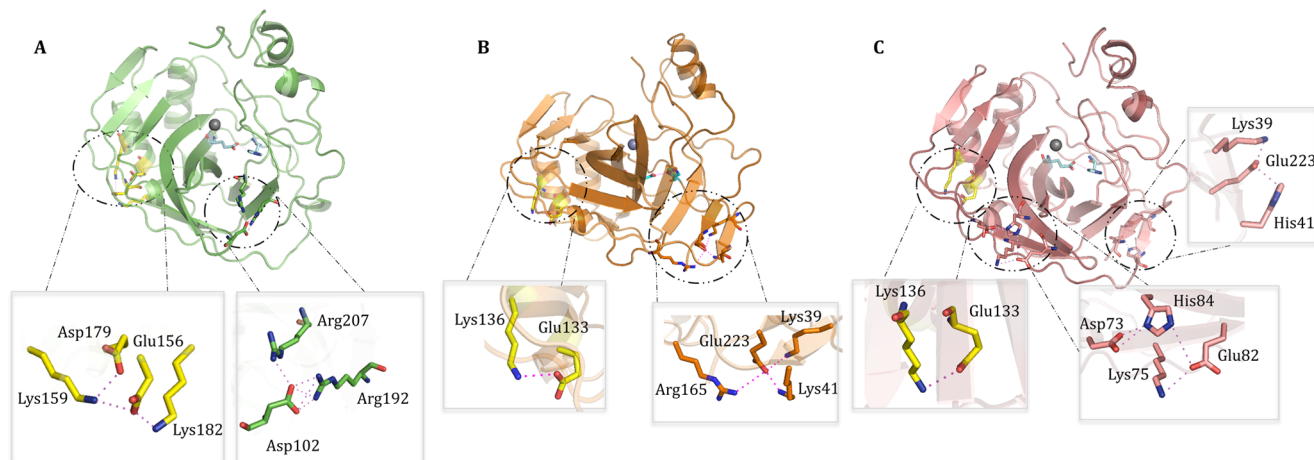 A
Asp179
Glu156
Lys159
Lys182
Arg207
Arg192
Asp102
B
Lys136
Glu133
Lys39
Glu223
Arg165
Lys41
C
Lys39
Glu223
His41
Lys136
Glu133
His84
Asp73
Glu82
Lys75